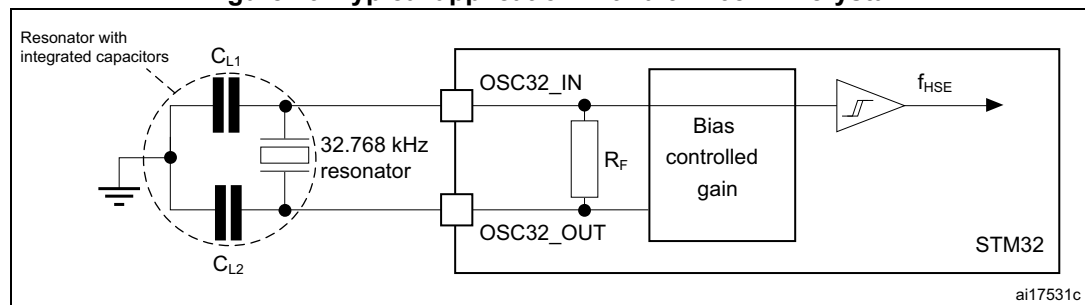 Resonator with
integrated capacitors
CL1
OSC32_IN
fHSE
32.768 kHz
resonator
RF
Bias
controlled
gain
OSC32_OUT
STM32
CL2
ai17531c